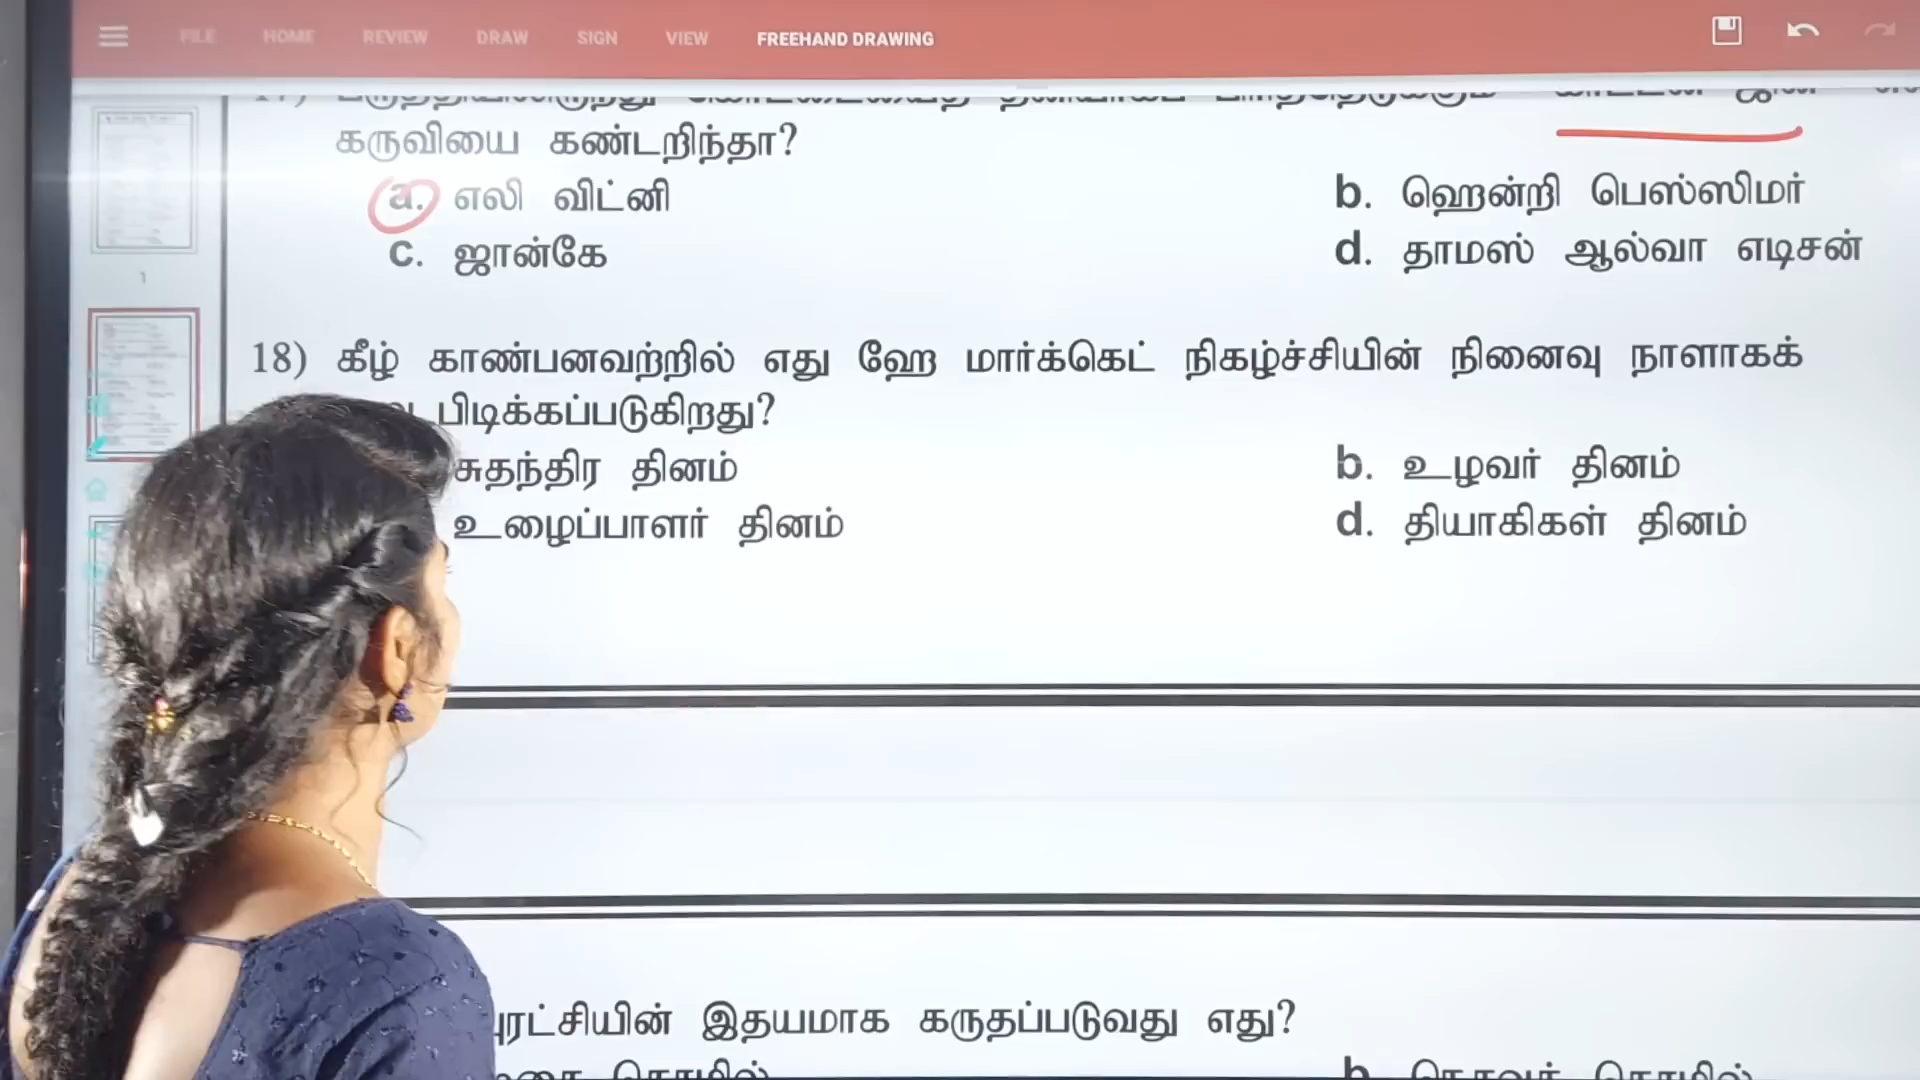 FILE HOME REVIEW DRAW SIGN VIEW FREEHAND DRAWING
கருவியை கண்டறிந்தா?
a. எலி விட்னி b. ஹென்றி பெஸ்ஸிமர்
c. ஜான்கே d. தாமஸ் ஆல்வா எடிசன்
1
18) கீழ் காண்பனவற்றில் எது ஹே மார்க்கெட் நிகழ்ச்சியின் நினைவு நாளாகக்
பிடிக்கப்படுகிறது?
சுதந்திர தினம் b. உழவர் தினம்
உழைப்பாளர் தினம் d. தியாகிகள் தினம்
புரட்சியின் இதயமாக கருதப்படுவது எது?